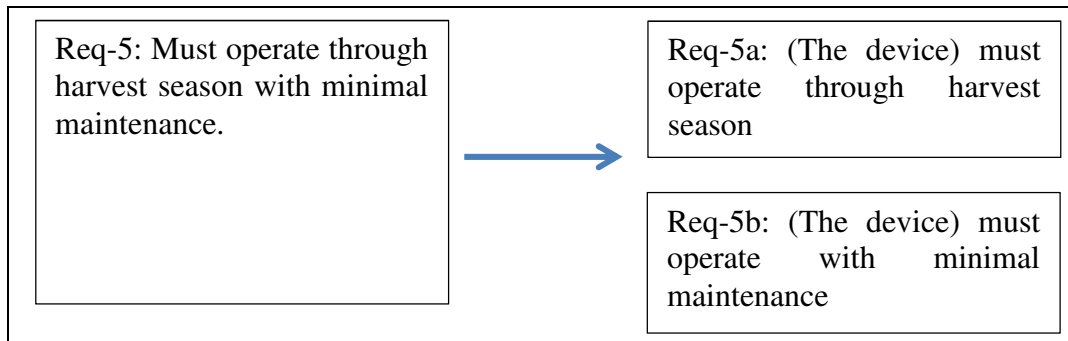 Req-5: Must operate through
harvest season with minimal
maintenance.
Req-5a: (The device) must
operate through harvest
season
Req-5b: (The device) must
operate with minimal
maintenance